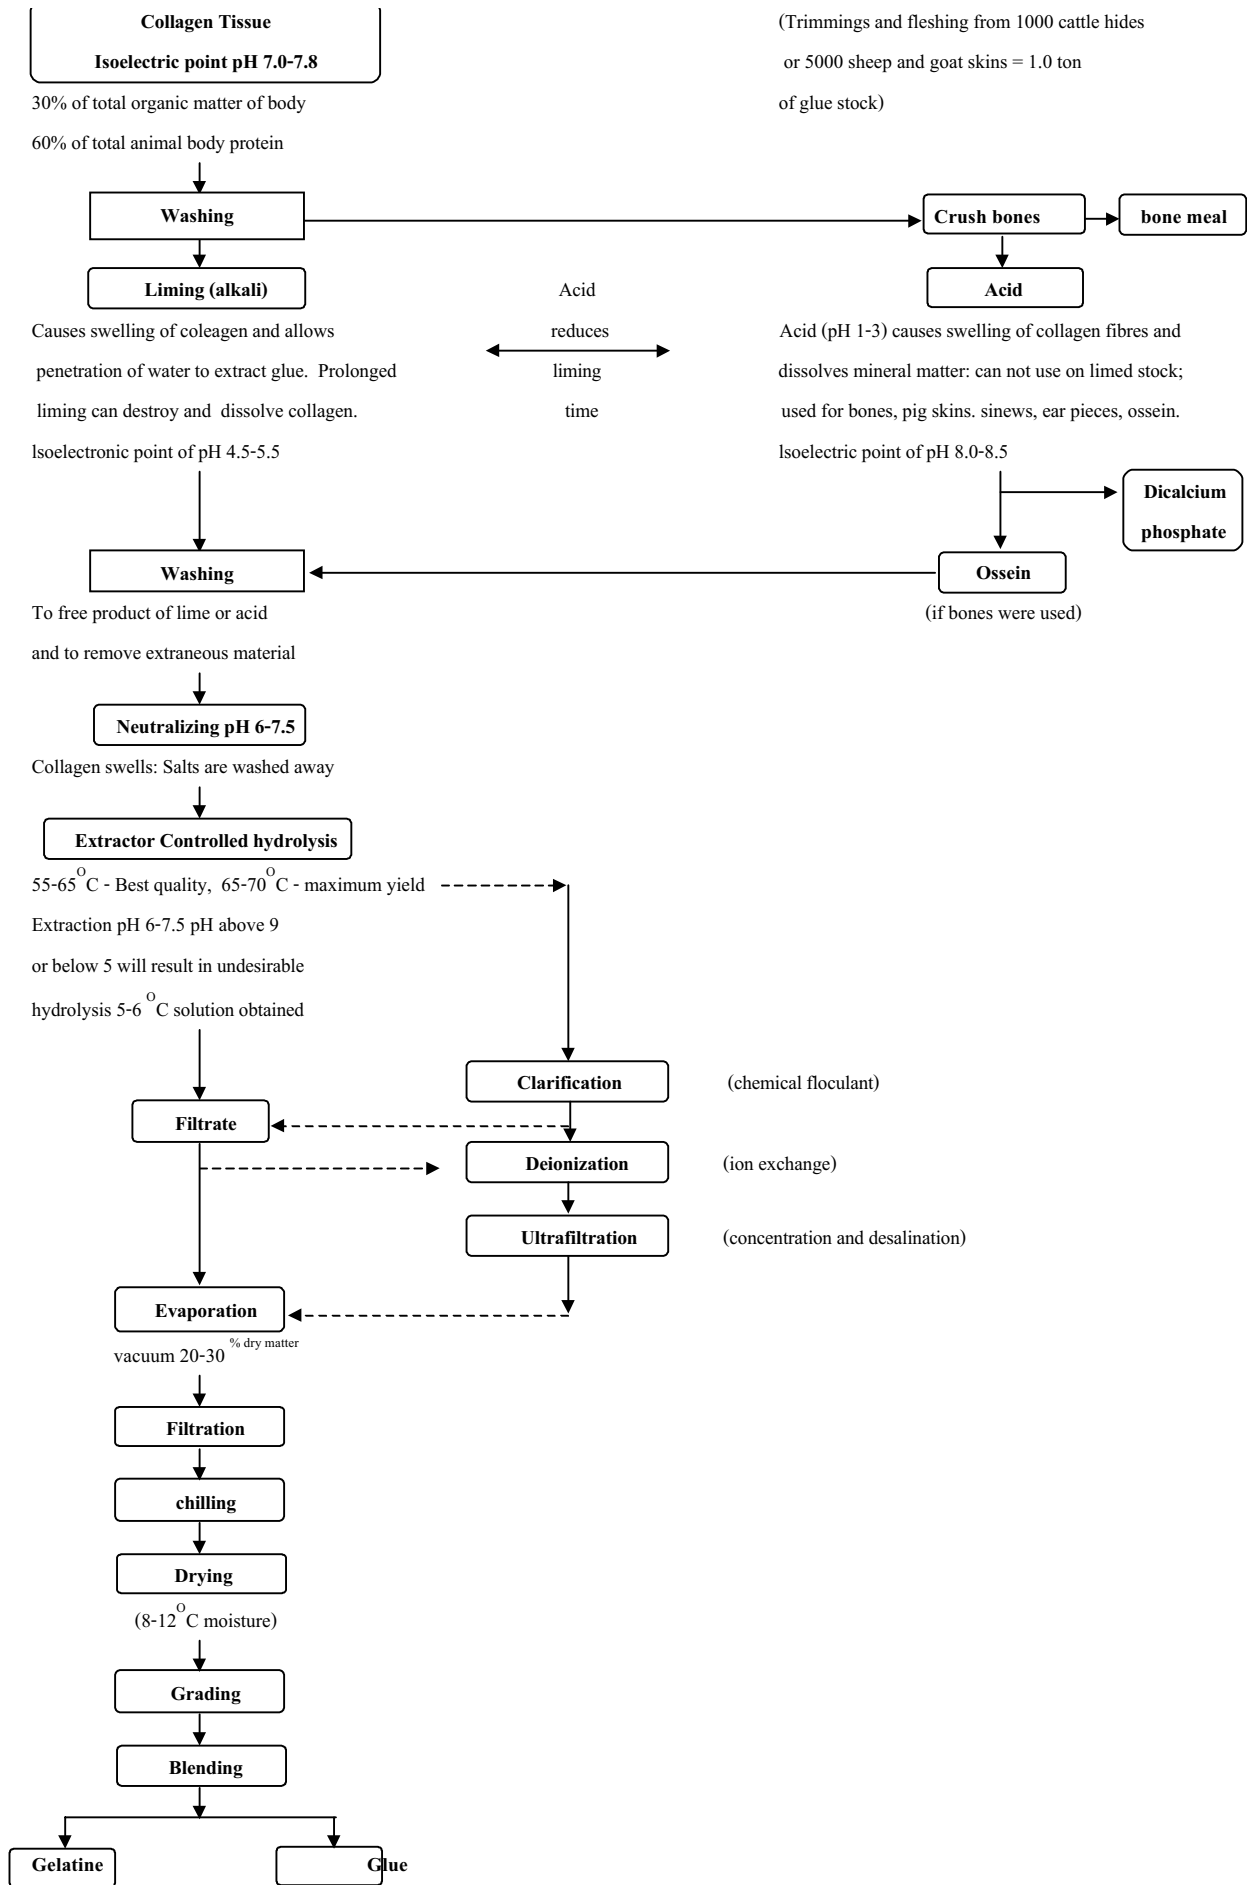 Collagen Tissue
Isoelectric point pH 7.0-7.8
(Trimmings and fleshing from 1000 cattle hides
or 5000 sheep and goat skins = 1.0 ton
of glue stock)
30% of total organic matter of body
60% of total animal body protein
Washing
Crush bones
bone meal
Liming (alkali)
Acid
reduces
liming
time
Acid
Causes swelling of coleagen and allows
penetration of water to extract glue. Prolonged
liming can destroy and dissolve collagen.
lsoelectronic point of pH 4.5-5.5
Acid (pH 1-3) causes swelling of collagen fibres and
dissolves mineral matter: can not use on limed stock;
used for bones, pig skins. sinews, ear pieces, ossein.
lsoelectric point of pH 8.0-8.5
Dicalcium
phosphate
Washing
Ossein
To free product of lime or acid
and to remove extraneous material
(if bones were used)
Neutralizing pH 6-7.5
Collagen swells: Salts are washed away
Extractor Controlled hydrolysis
55-65OC - Best quality, 65-70OC - maximum yield
Extraction pH 6-7.5 pH above 9
or below 5 will result in undesirable
hydrolysis 5-6 OC solution obtained
Clarification
(chemical floculant)
Filtrate
Deionization
(ion exchange)
Ultrafiltration
(concentration and desalination)
Evaporation
vacuum 20-30 % dry matter
Filtration
chilling
Drying
(8-12OC moisture)
Grading
Blending
Gelatine
Glue